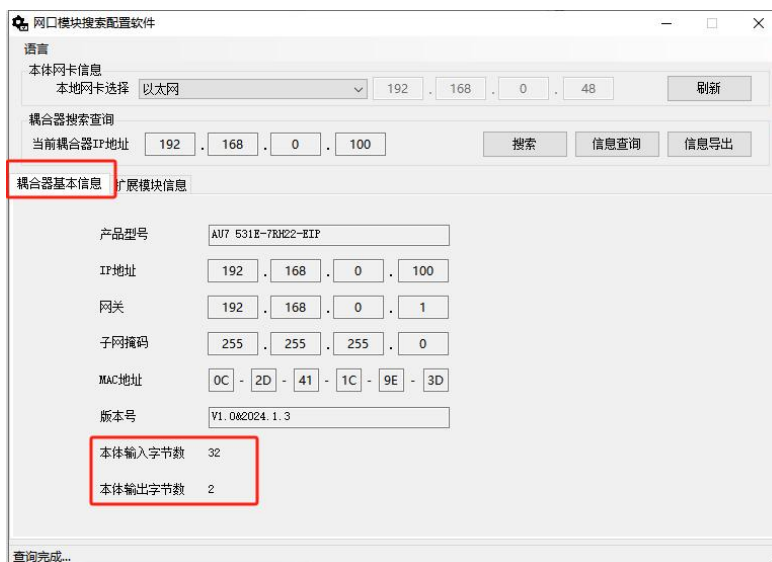 网口模块搜索配置软件
语言
本体网卡信息
本地网卡选择 以太网 192 . 168 . 0 . 48 刷新
耦合器搜索查询
当前耦合器IP地址 192 . 168 . 0 . 100 搜索 信息查询 信息导出
耦合器基本信息 扩展模块信息
产品型号 AU7 531E-7RH22-EIP
IP地址 192 . 168 . 0 . 100
网关 192 . 168 . 0 . 1
子网掩码 255 . 255 . 255 . 0
MAC地址 0C - 2D - 41 - 1C - 9E - 3D
版本号 V1.0&2024.1.3
本体输入字节数 32
本体输出字节数 2
查询完成...